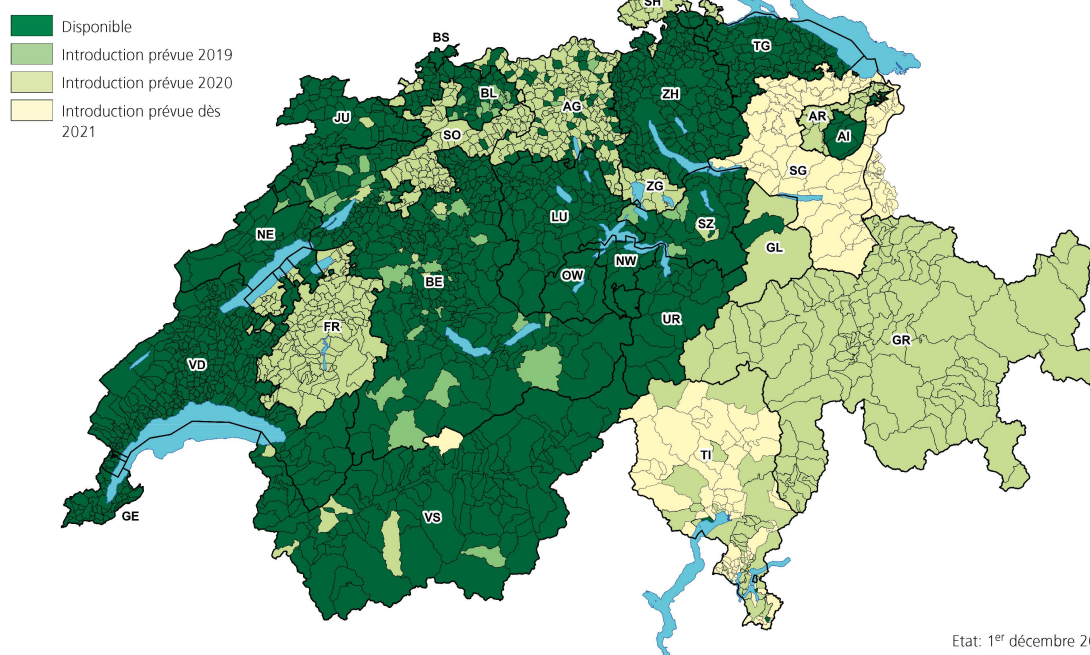 Disponible
Introduction prévue 2019
Introduction prévue 2020
Introduction prévue dès
2021
SH
BS
TG
BL
ZH
AG
JU
AR
SO
AI
SG
ZG
LU
SZ
NE
GL
NW
OW
BE
UR
FR
GR
VD
TI
GE
VS
Etat: 1er décembre